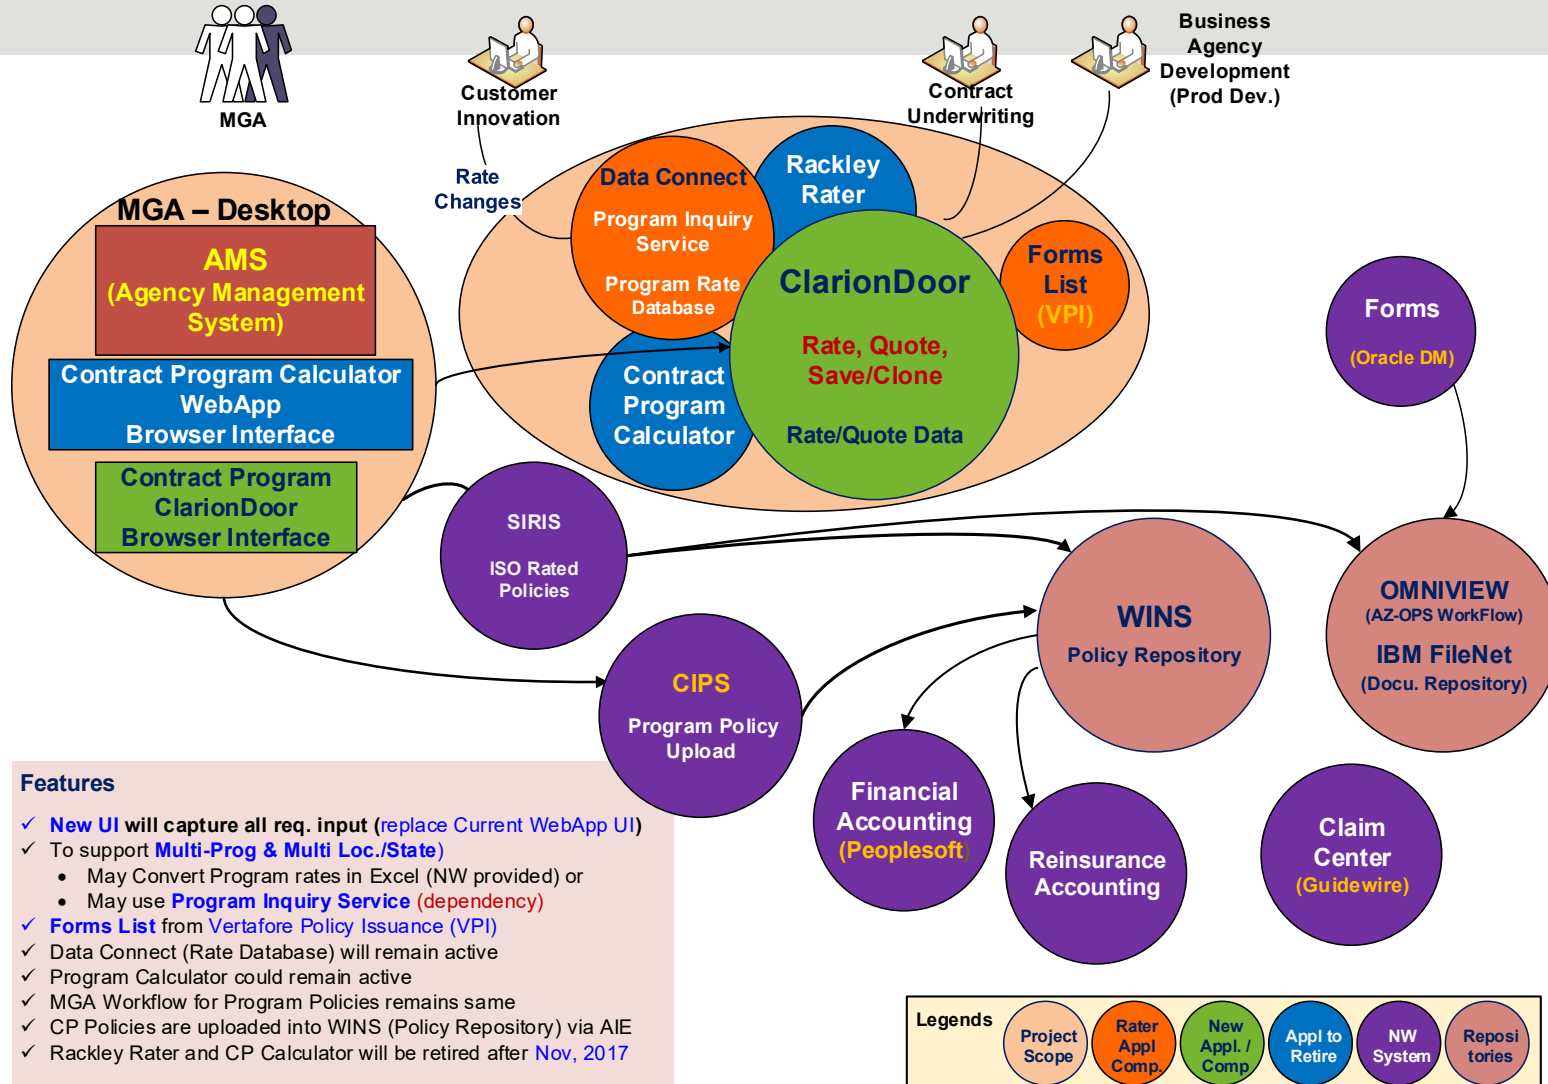 MGA
Customer
Innovation
Contract
Underwriting
Business
Agency
Development
(Prod Dev.)
Rate
Changes
MGA – Desktop
AMS
(Agency Management
System)
Contract Program Calculator
WebApp
Browser Interface
Contract Program
ClarionDoor
Browser Interface
Data Connect
Program Inquiry
Service
Program Rate
Database
Rackley
Rater
ClarionDoor
Rate, Quote,
Save/Clone
Rate/Quote Data
Contract
Program
Calculator
Forms
List
(VPI)
Forms
(Oracle DM)
SIRIS
ISO Rated
Policies
CIPS
Program Policy
Upload
WINS
Policy Repository
OMNIVIEW
(AZ-OPS WorkFlow)
IBM FileNet
(Docu. Repository)
Financial
Accounting
(Peoplesoft)
Reinsurance
Accounting
Claim
Center
(Guidewire)
Features
✓ New UI will capture all req. input (replace Current WebApp UI)
✓ To support Multi-Prog & Multi Loc./State)
• May Convert Program rates in Excel (NW provided) or
• May use Program Inquiry Service (dependency)
✓ Forms List from Vertafore Policy Issuance (VPI)
✓ Data Connect (Rate Database) will remain active
✓ Program Calculator could remain active
✓ MGA Workflow for Program Policies remains same
✓ CP Policies are uploaded into WINS (Policy Repository) via AIE
✓ Rackley Rater and CP Calculator will be retired after Nov, 2017
Legends
Project
Scope
Rater
Appl
Comp.
New
Appl. /
Comp
Appl to
Retire
NW
System
Reposi
tories